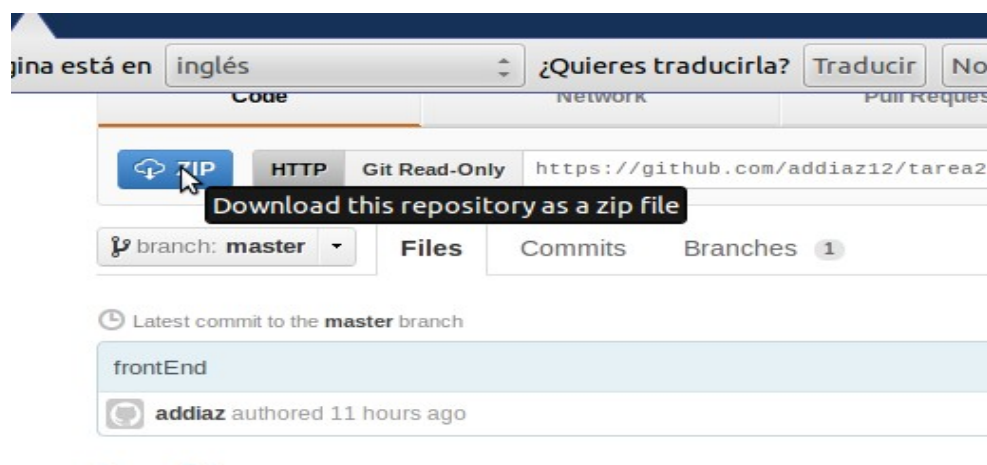 gina está en inglés ¿Quieres traducirla? Traducir No
Code Network Pull Reques
ZIP HTTP Git Read-Only https://github.com/addiaz12/tarea2
Download this repository as a zip file
branch: master Files Commits Branches 1
Latest commit to the master branch
frontEnd
addiaz authored 11 hours ago